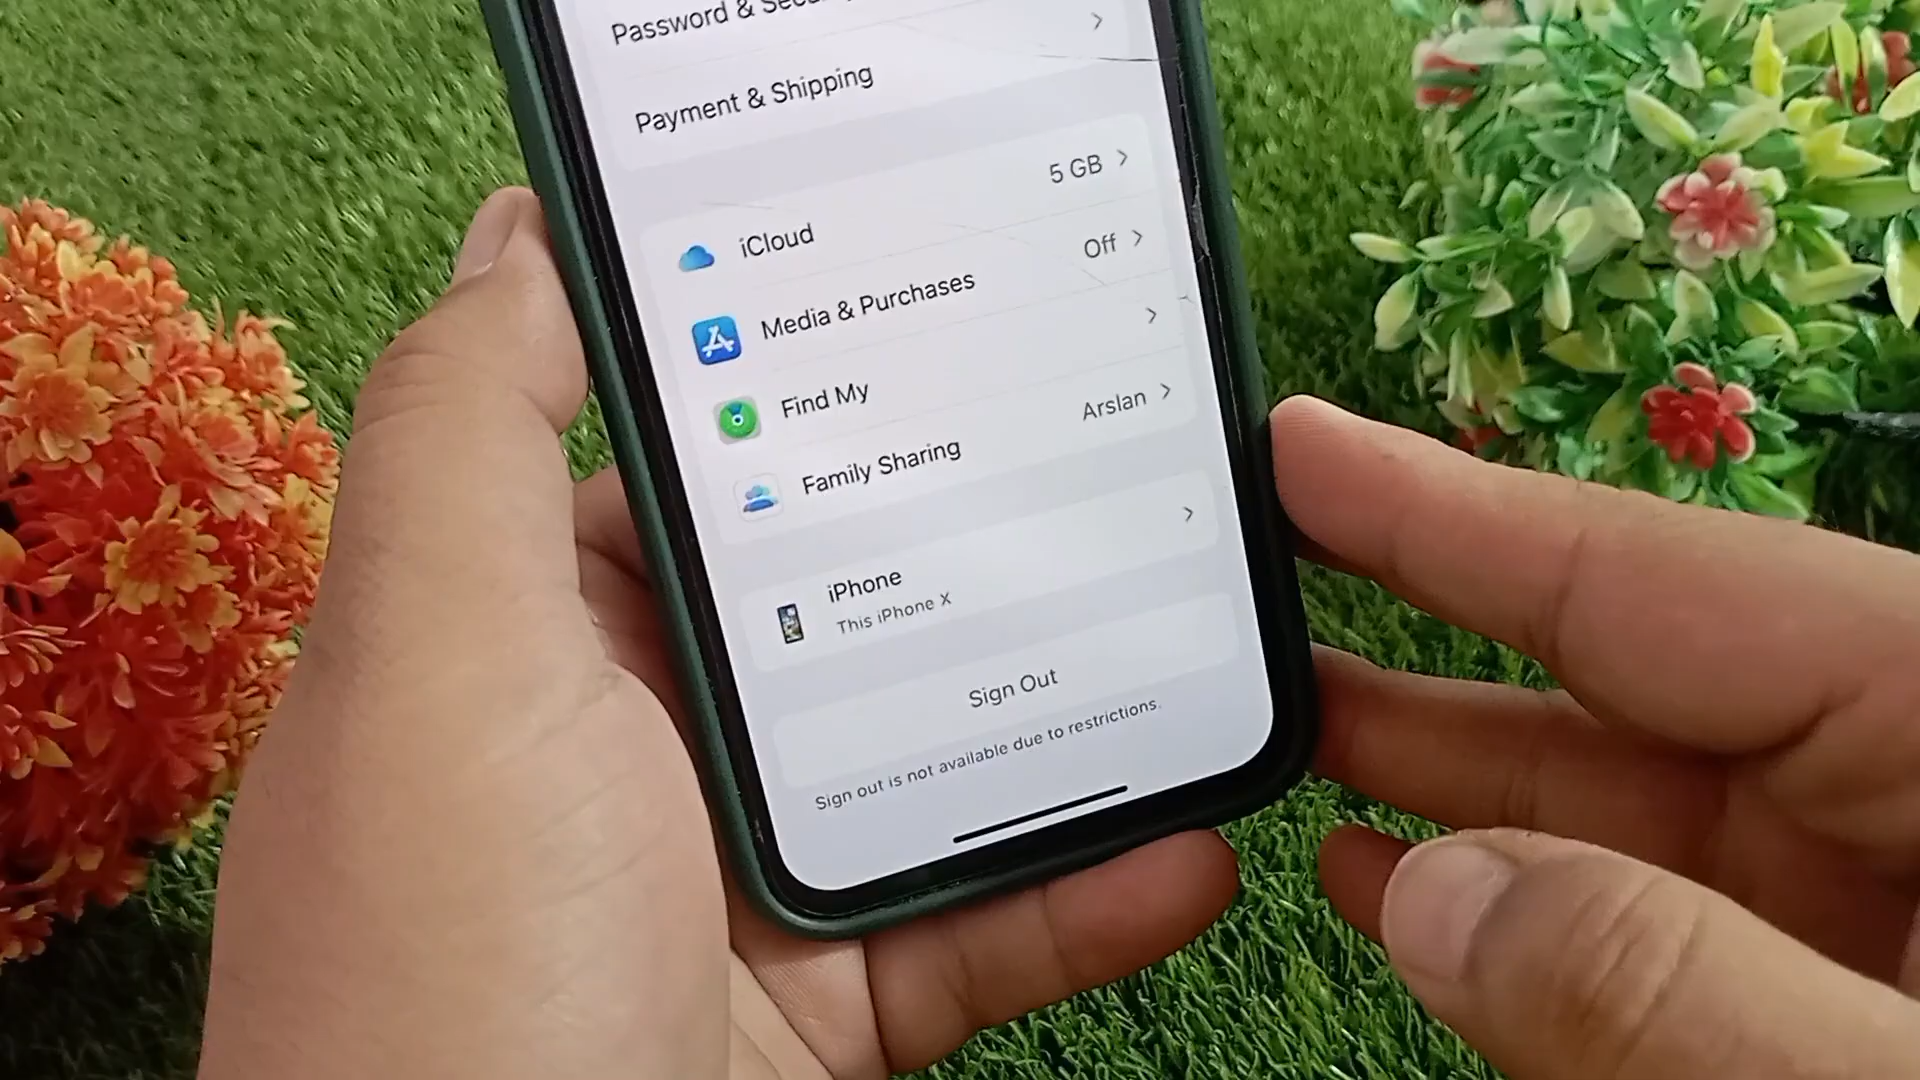 Password &
Payment & Shipping
iCloud 5 GB
Media & Purchases Off
Find My
Family Sharing Arslan
iPhone
This iPhone X
Sign Out
Sign out is not available due to restrictions.